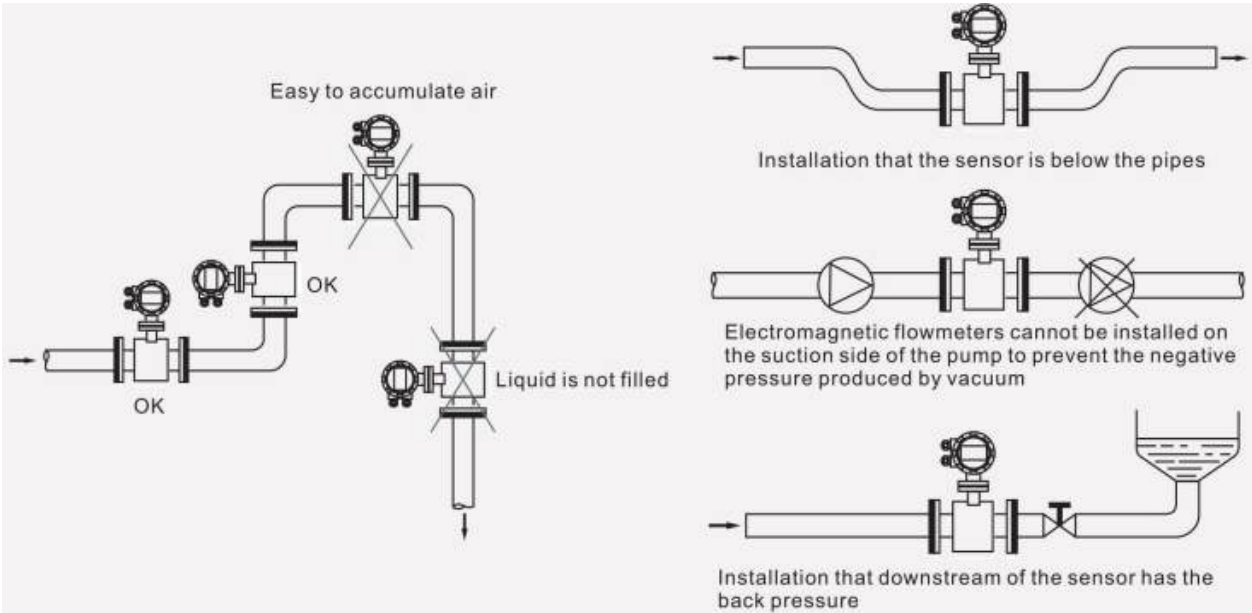 Easy to accumulate air
OK
OK
Liquid is not filled
Installation that the sensor is below the pipes
Electromagnetic flowmeters cannot be installed on
the suction side of the pump to prevent the negative
pressure produced by vacuum
Installation that downstream of the sensor has the
back pressure